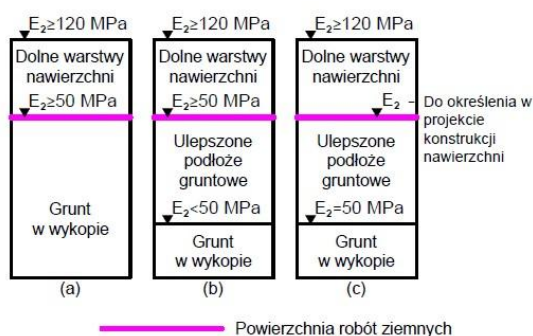 E₂≥120 MPa
Dolne warstwy
nawierzchni
E₂≥50 MPa
Grunt
w wykopie
(a)
E₂≥120 MPa
Dolne warstwy
nawierzchni
E₂≥50 MPa
Ulepszone
podłoże
gruntowe
E₂<50 MPa
Grunt
w wykopie
(b)
E₂≥120 MPa
Dolne warstwy
nawierzchni
E₂ - Do określenia w
projekcie
konstrukcji
nawierzchni
Ulepszone
podłoże
gruntowe
E₂=50 MPa
Grunt
w wykopie
(c)
Powierzchnia robót ziemnych